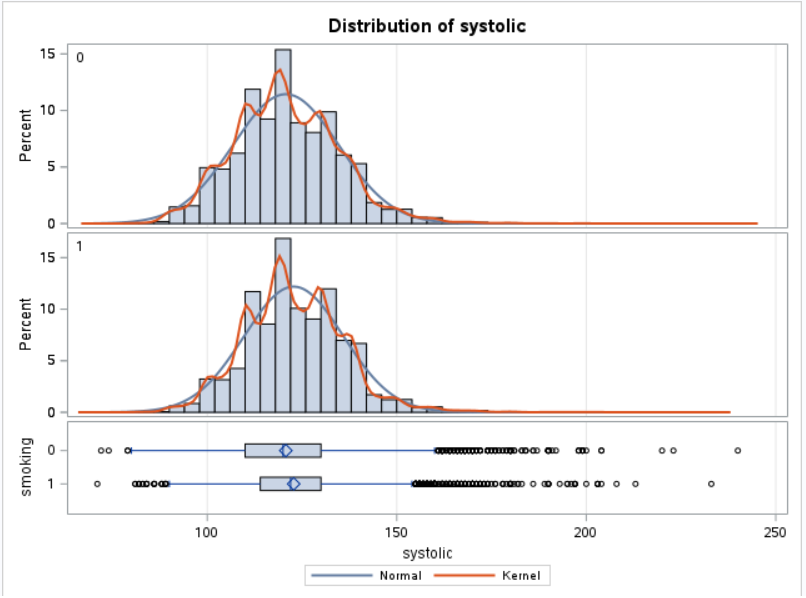 Distribution of systolic
15
0
10
Percent
5
0
1
15
10
Percent
5
0
smoking
0
1
100 150 200 250
systolic
Normal Kernel